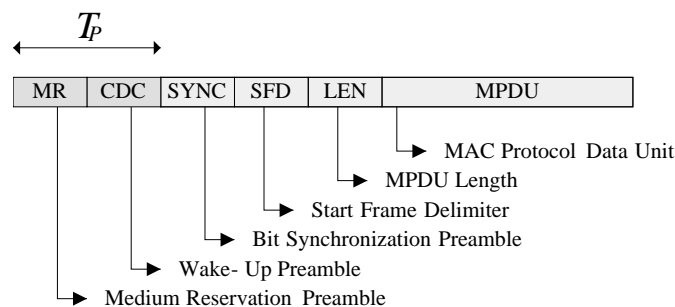 T_P
MR CDC SYNC SFD LEN MPDU
MAC Protocol Data Unit
MPDU Length
Start Frame Delimiter
Bit Synchronization Preamble
Wake- Up Preamble
Medium Reservation Preamble